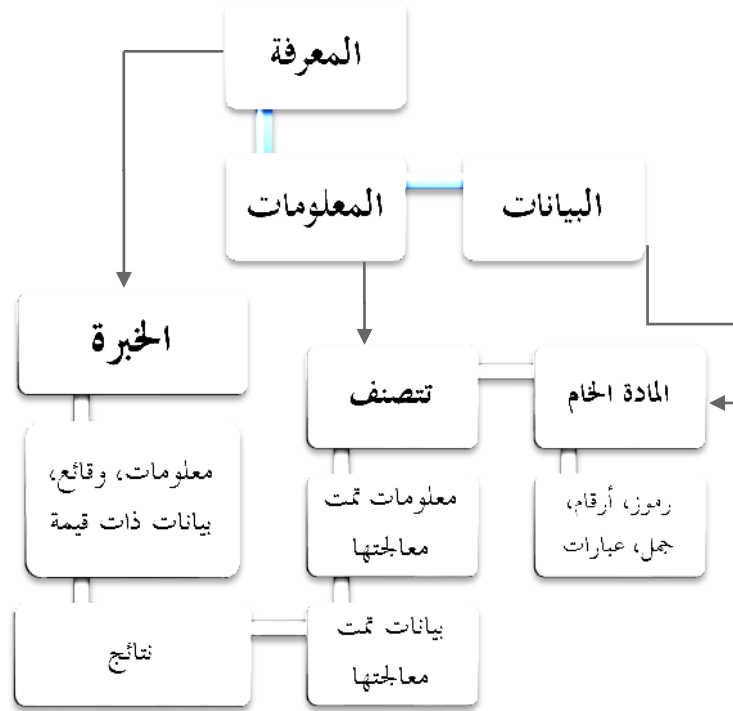 المعرفة
البيانات
المعلومات
الخبرة
المادة الخام
تتصنف
معلومات، وقائع،
بيانات ذات قيمة
رموز، أرقام،
جمل، عبارات
معلومات تمت
معالجتها
بيانات تمت
معالجتها
نتائج